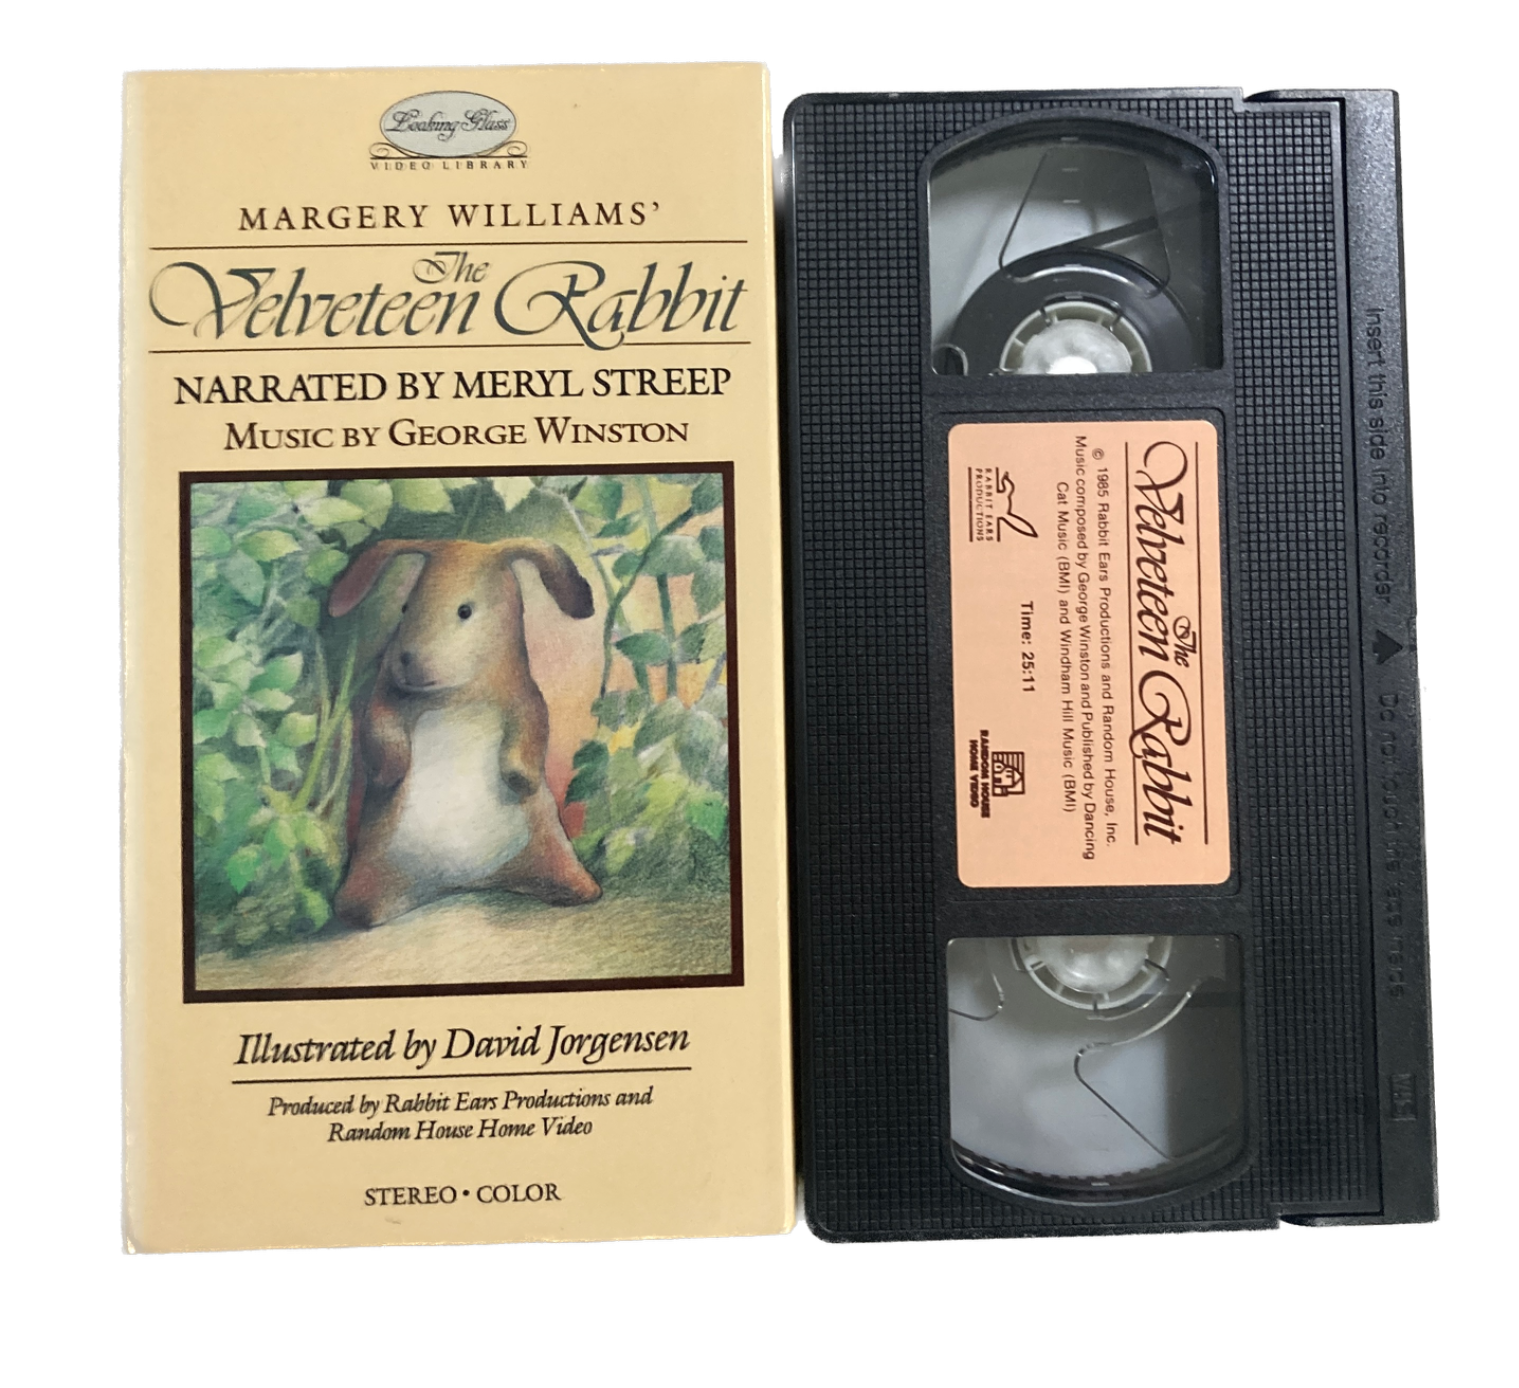 Looking Glass
VIDEO LIBRARY
MARGERY WILLIAMS'
The
Velveteen Rabbit
NARRATED BY MERYL STREEP
MUSIC BY GEORGE WINSTON
Illustrated by David Jorgensen
Produced by Rabbit Ears Productions and
Random House Home Video
STEREO • COLOR
The
Velveteen Rabbit
© 1985 Rabbit Ears Productions and Random House, Inc.
Music composed by George Winston and Published by Dancing
Cat Music (BMI) and Windham Hill Music (BMI)
Time: 25:11
RABBIT EARS
PRODUCTIONS
RANDOM HOUSE
HOME VIDEO
Insert this side into recorder
Do not touch the tape inside